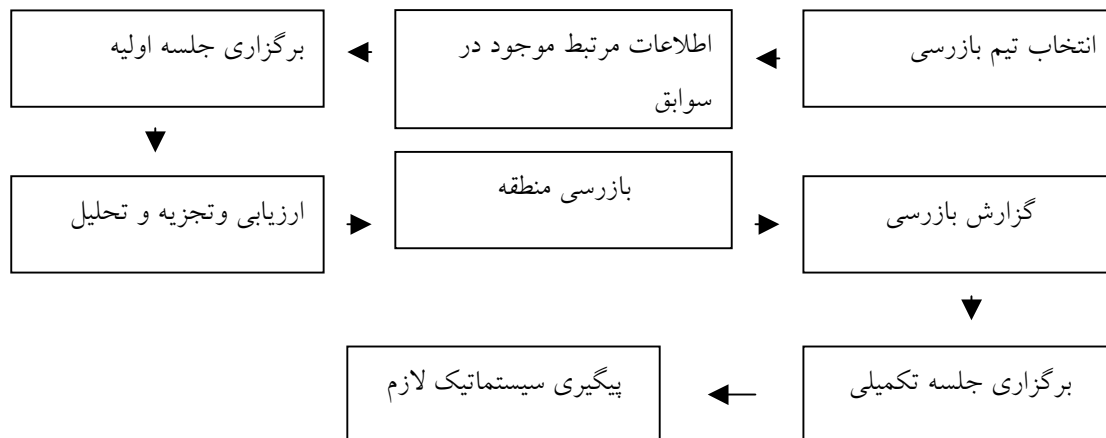 انتخاب تیم بازرسی
اطلاعات مرتبط موجود در
سوابق
برگزاری جلسه اولیه
ارزیابی وتجزیه و تحلیل
بازرسی منطقه
گزارش بازرسی
برگزاری جلسه تکمیلی
پیگیری سیستماتیک لازم